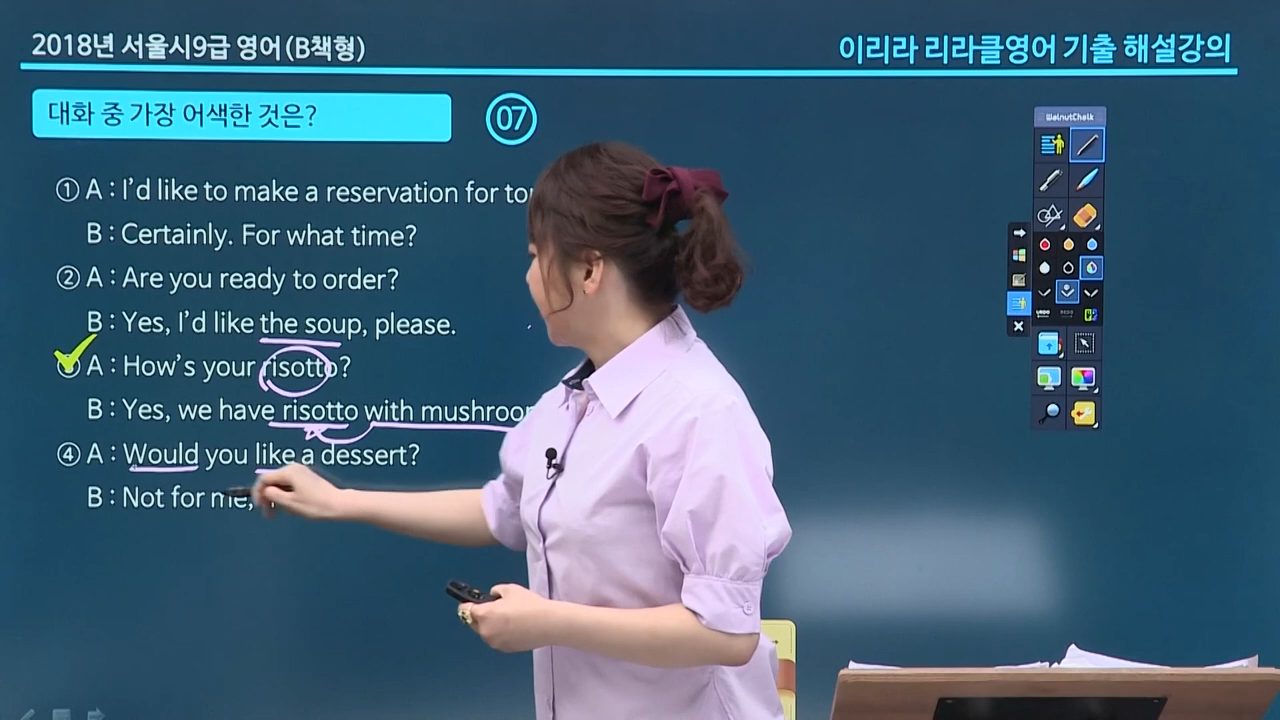 2018년 서울시9급 영어(B책형)
이리라 리라클영어 기출 해설강의
대화 중 가장 어색한 것은?
07
① A : I'd like to make a reservation for
B : Certainly. For what time?
② A : Are you ready to order?
B : Yes, I'd like the soup, please.
A : How's your risotto?
B : Yes, we have risotto with
④ A : Would you like a dessert?
B : Not for me,
WalnutChalk